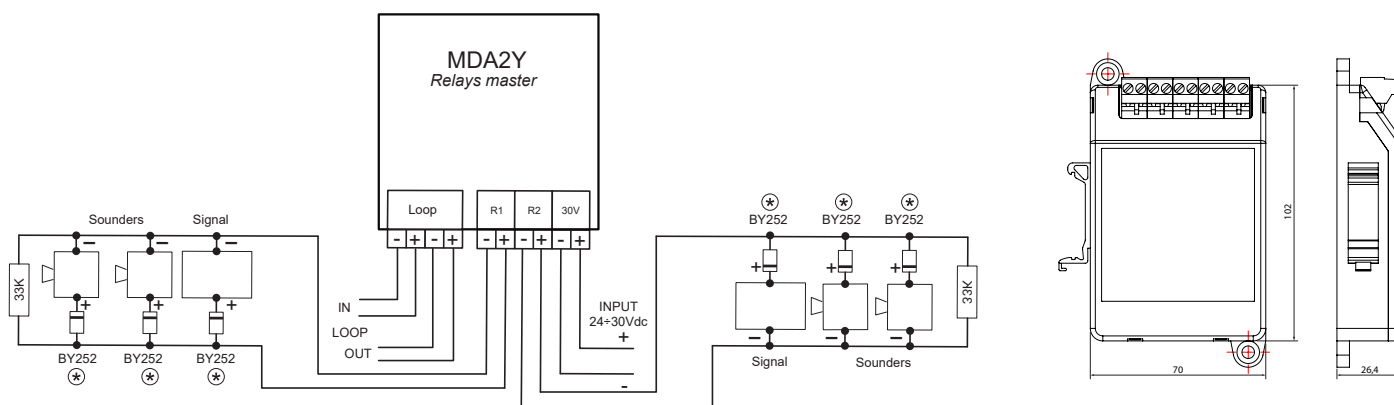 MDA2Y
Relays master
Loop
R1
R2
30V
- + - + - + - + - +
Sounders
Signal
-
-
-
33K
+
+
+
BY252
BY252
BY252
*
*
*
IN
LOOP
OUT
INPUT
24÷30Vdc
+
-
*
*
*
BY252
BY252
BY252
+
+
+
33K
-
-
-
Signal
Sounders
102
70
26,4